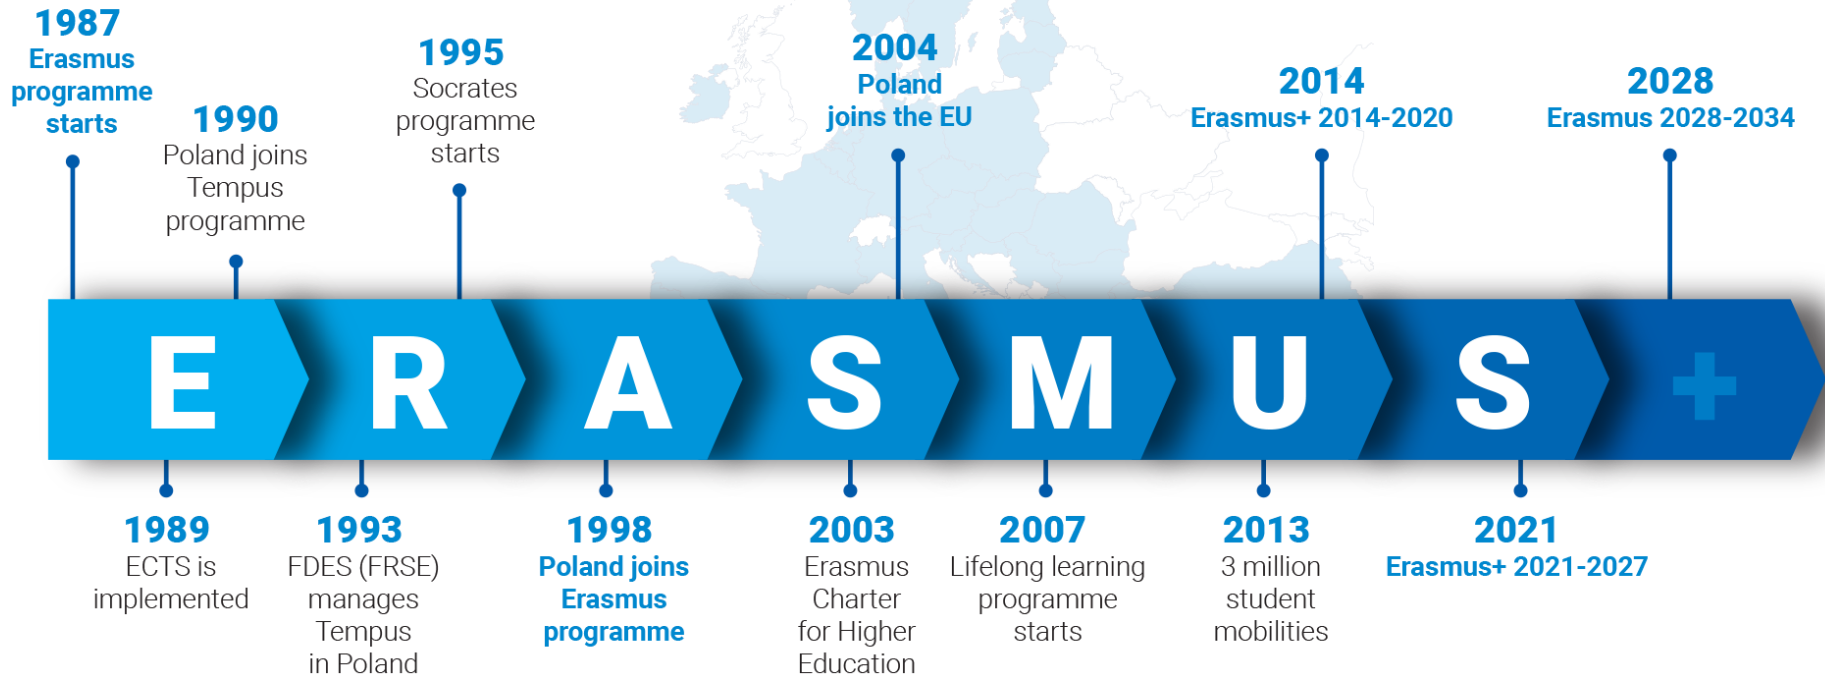 1987
Erasmus
programme
starts
1990
Poland joins
Tempus
programme
1995
Socrates
programme
starts
2004
Poland
joins the EU
2014
Erasmus+ 2014-2020
2028
Erasmus 2028-2034
ERASMUS+
1989
ECTS is
implemented
1993
FDES (FRSE)
manages
Tempus
in Poland
1998
Poland joins
Erasmus
programme
2003
Erasmus
Charter
for Higher
Education
2007
Lifelong learning
programme
starts
2013
3 million
student
mobilities
2021
Erasmus+ 2021-2027